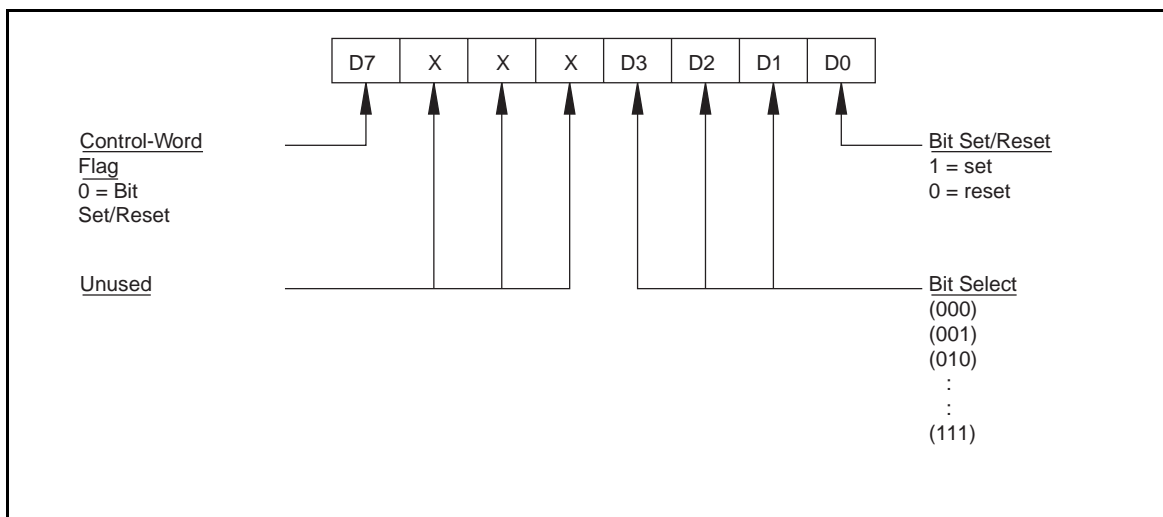 D7 X X X D3 D2 D1 D0
Control-Word
Flag
0 = Bit
Set/Reset
Unused
Bit Set/Reset
1 = set
0 = reset
Bit Select
(000)
(001)
(010)
:
:
(111)